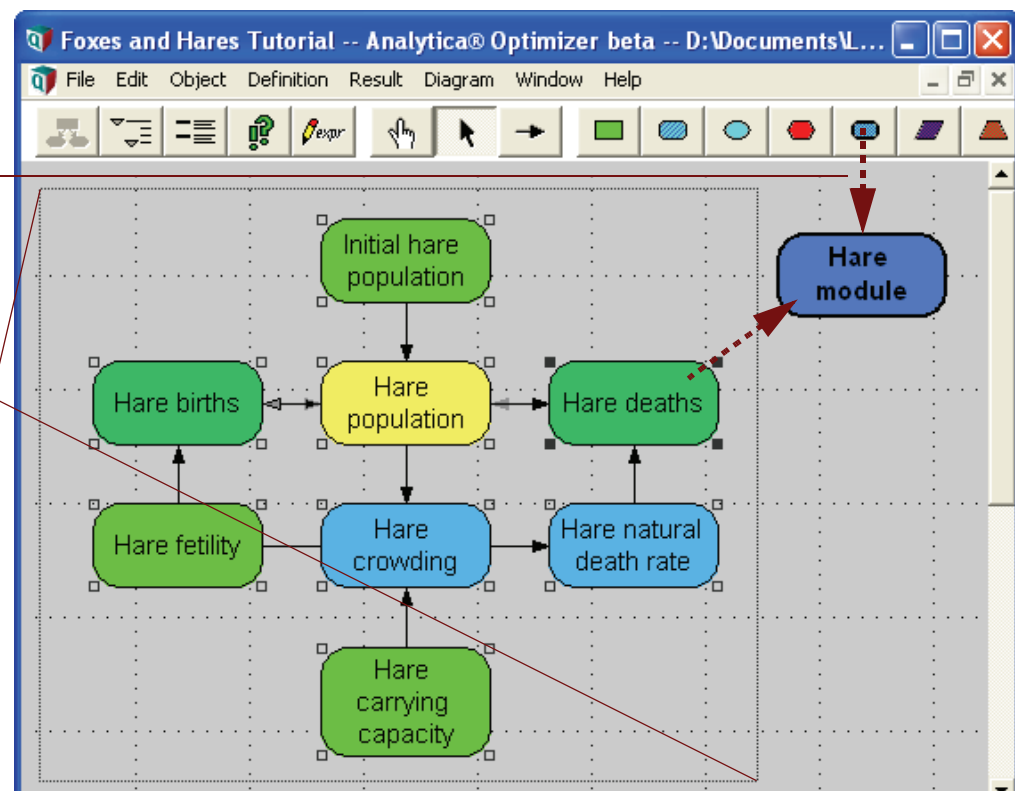 Foxes and Hares Tutorial -- Analytica® Optimizer beta -- D:\Documents\L...
File Edit Object Definition Result Diagram Window Help
expr
Initial hare
population
Hare
module
Hare births
Hare
population
Hare deaths
Hare fetility
Hare
crowding
Hare natural
death rate
Hare
carrying
capacity